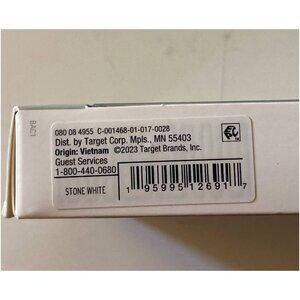 BAC1
080 08 4955 C-001468-01-017-0028
Dist. by Target Corp. Mpls., MN 55403
Origin: Vietnam ©2023 Target Brands, Inc.
Guest Services
1-800-440-0680
STONE WHITE
1 95995 12691 7